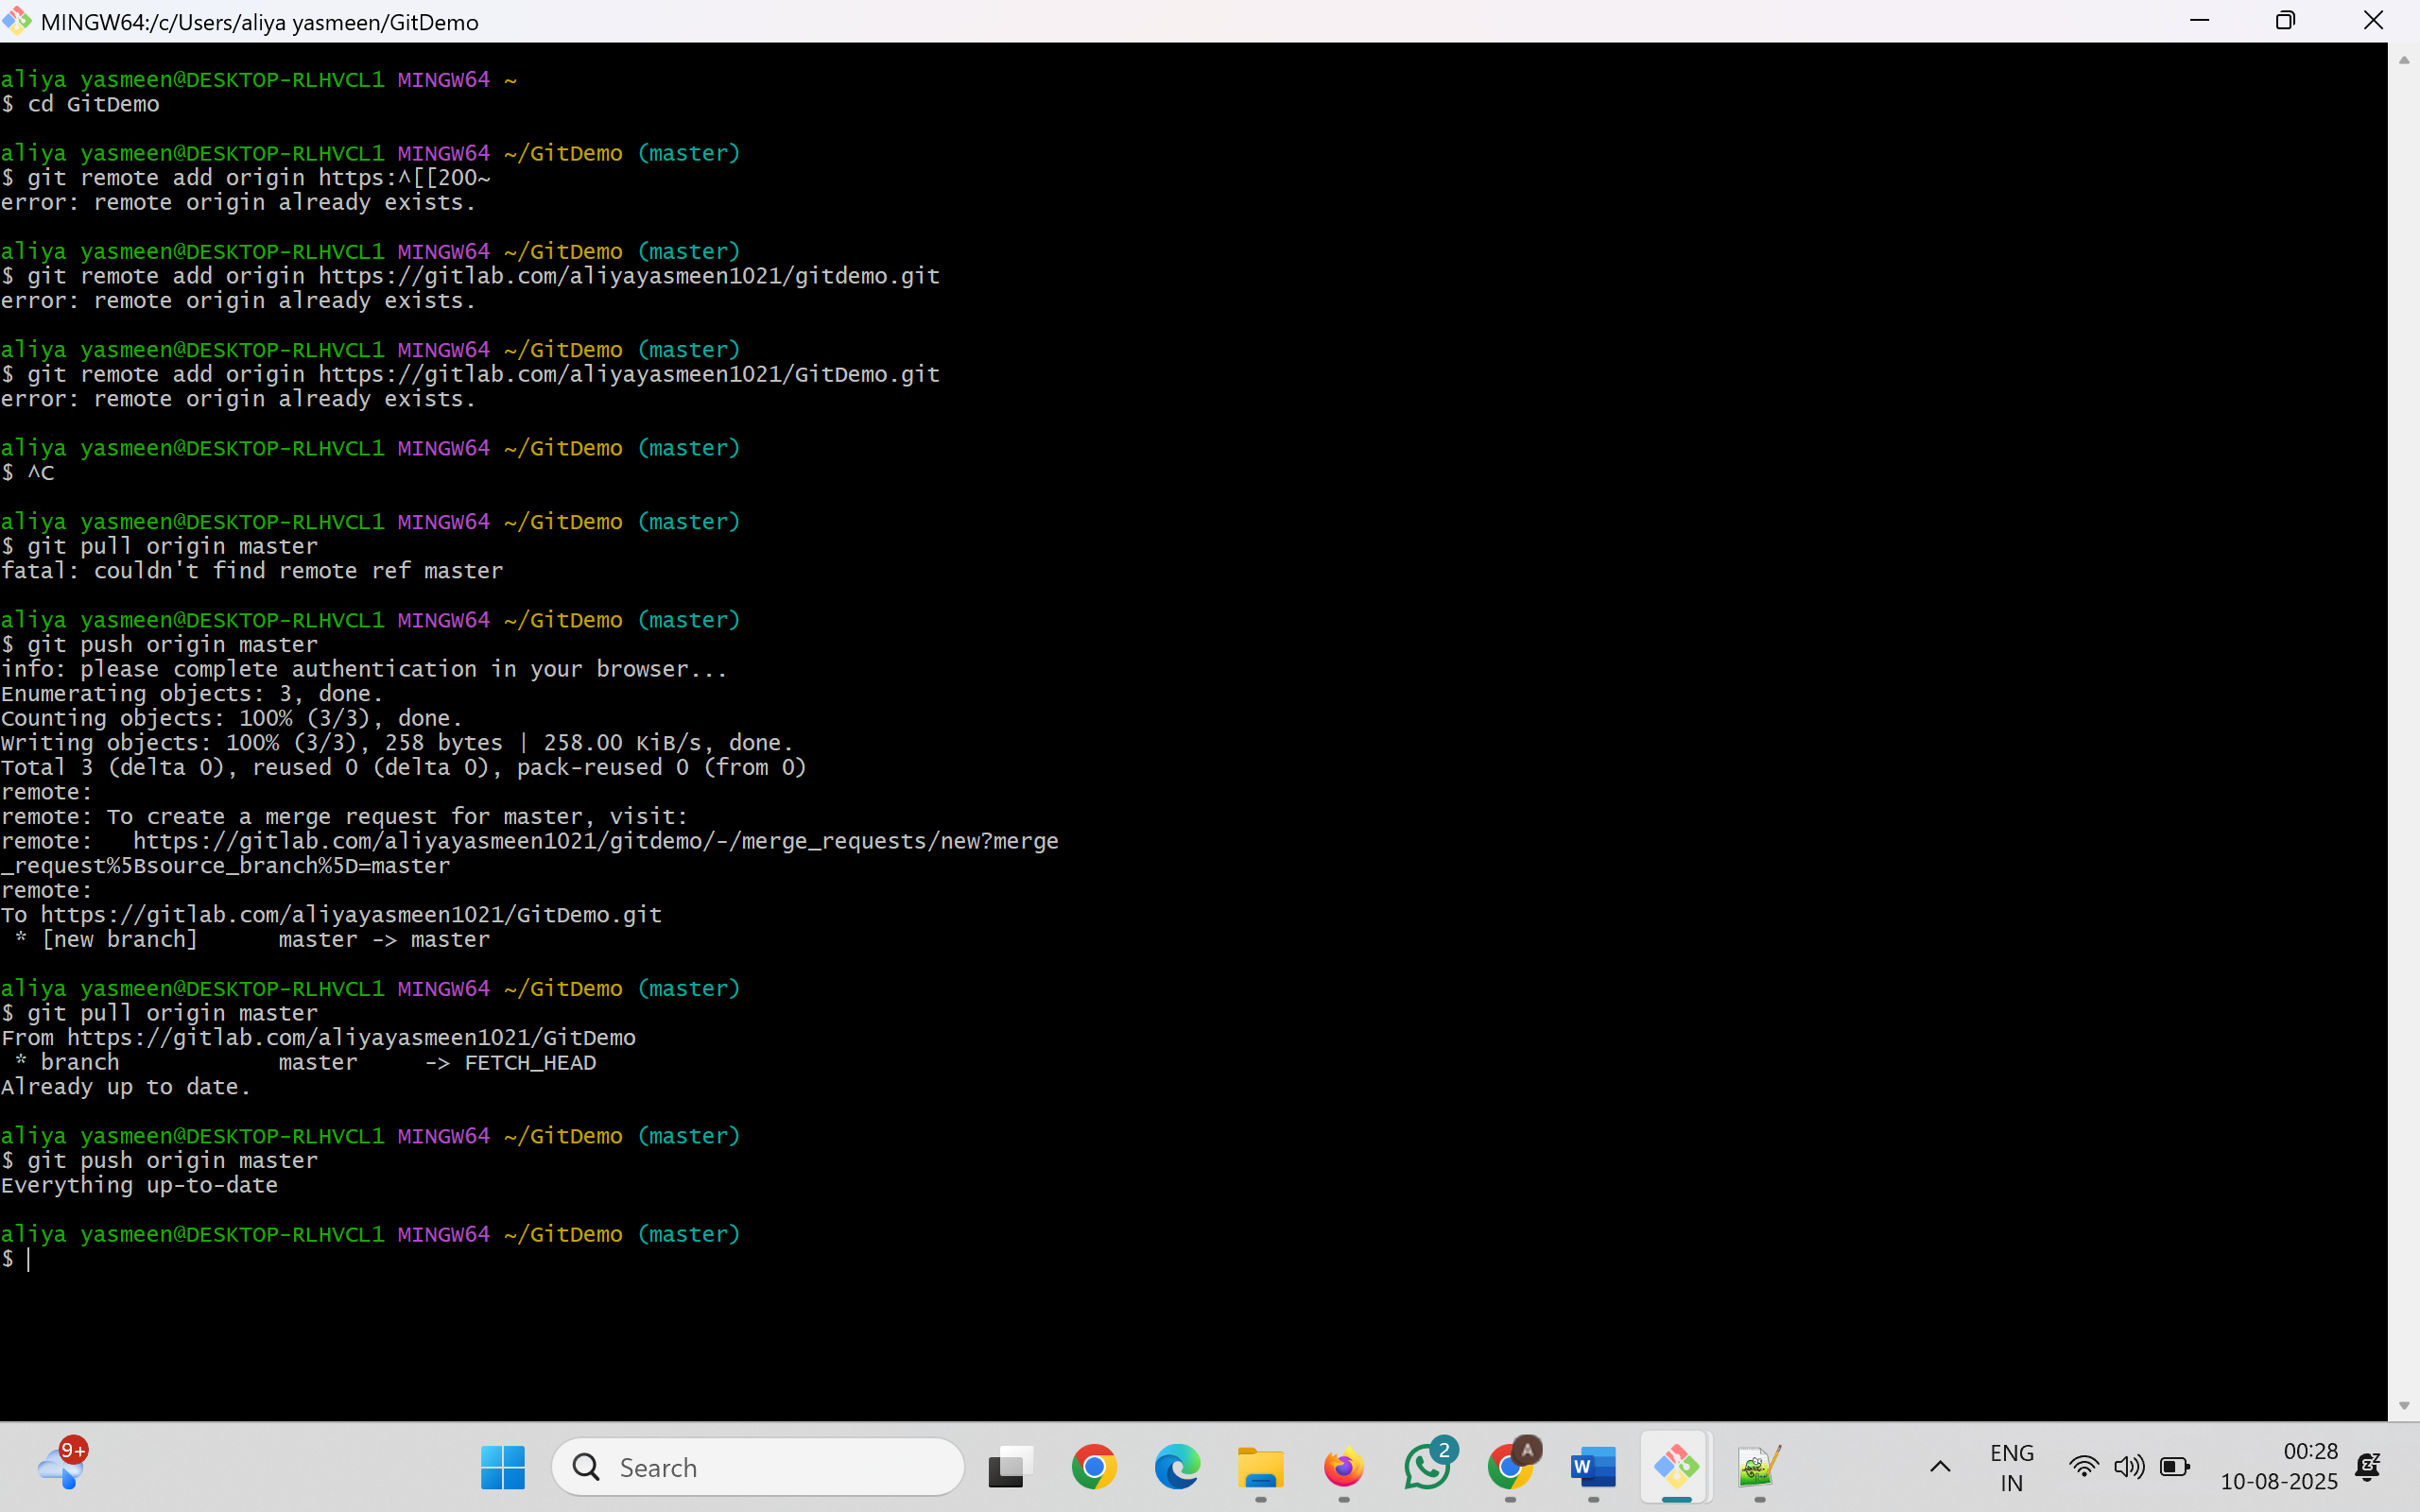 MINGW64:/c/Users/aliya yasmeen/GitDemo
aliya yasmeen@DESKTOP-RLHVCL1 MINGW64 ~
$ cd GitDemo
aliya yasmeen@DESKTOP-RLHVCL1 MINGW64 ~/GitDemo (master)
$ git remote add origin https:^[[200~
error: remote origin already exists.
aliya yasmeen@DESKTOP-RLHVCL1 MINGW64 ~/GitDemo (master)
$ git remote add origin https://gitlab.com/aliyayasmeen1021/gitdemo.git
error: remote origin already exists.
aliya yasmeen@DESKTOP-RLHVCL1 MINGW64 ~/GitDemo (master)
$ git remote add origin https://gitlab.com/aliyayasmeen1021/GitDemo.git
error: remote origin already exists.
aliya yasmeen@DESKTOP-RLHVCL1 MINGW64 ~/GitDemo (master)
$ ^C
aliya yasmeen@DESKTOP-RLHVCL1 MINGW64 ~/GitDemo (master)
$ git pull origin master
fatal: couldn't find remote ref master
aliya yasmeen@DESKTOP-RLHVCL1 MINGW64 ~/GitDemo (master)
$ git push origin master
info: please complete authentication in your browser...
Enumerating objects: 3, done.
Counting objects: 100% (3/3), done.
Writing objects: 100% (3/3), 258 bytes | 258.00 KiB/s, done.
Total 3 (delta 0), reused 0 (delta 0), pack-reused 0 (from 0)
remote:
remote: To create a merge request for master, visit:
remote:   https://gitlab.com/aliyayasmeen1021/gitdemo/-/merge_requests/new?merge
_request%5Bsource_branch%5D=master
remote:
To https://gitlab.com/aliyayasmeen1021/GitDemo.git
 * [new branch]      master -> master
aliya yasmeen@DESKTOP-RLHVCL1 MINGW64 ~/GitDemo (master)
$ git pull origin master
From https://gitlab.com/aliyayasmeen1021/GitDemo
 * branch            master     -> FETCH_HEAD
Already up to date.
aliya yasmeen@DESKTOP-RLHVCL1 MINGW64 ~/GitDemo (master)
$ git push origin master
Everything up-to-date
aliya yasmeen@DESKTOP-RLHVCL1 MINGW64 ~/GitDemo (master)
$
9+
Search
2
A
W
ENG
IN
00:28
10-08-2025